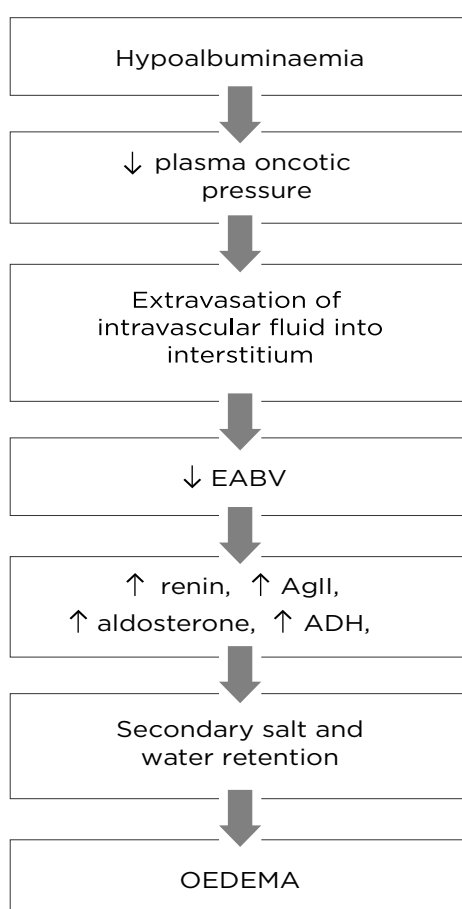 Hypoalbuminaemia
↓ plasma oncotic
pressure
Extravasation of
intravascular fluid into
interstitium
↓ EABV
↑ renin, ↑ AgII,
↑ aldosterone, ↑ ADH,
Secondary salt and
water retention
OEDEMA